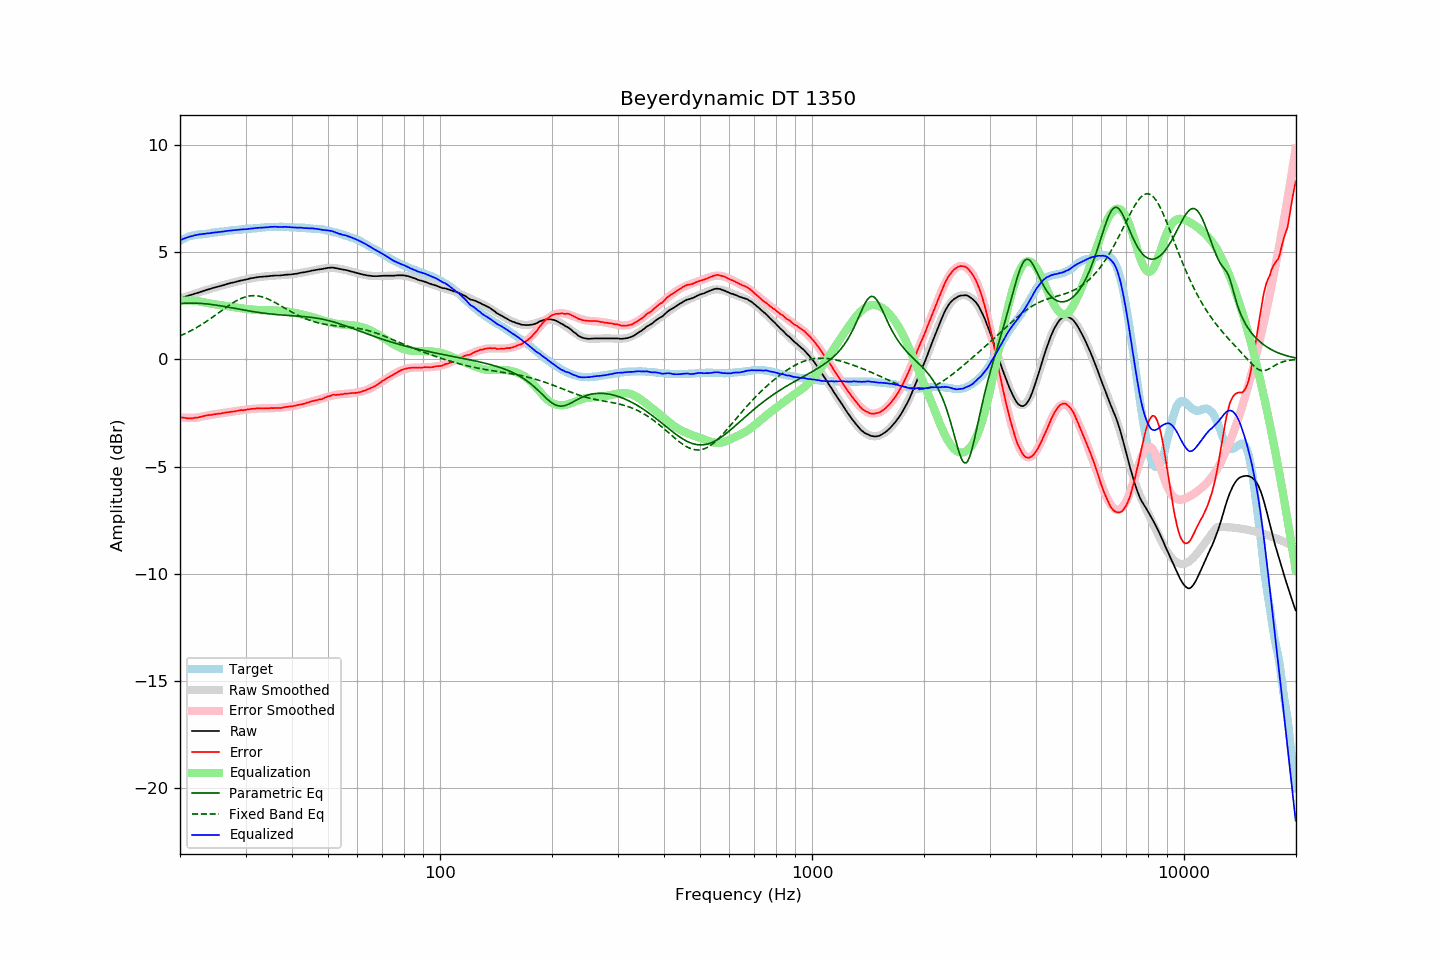 Beyerdynamic DT 1350
Amplitude (dBr)
10
5
0
−5
−10
−15
−20
Target
Raw Smoothed
Error Smoothed
Raw
Error
Equalization
Parametric Eq
Fixed Band Eq
Equalized
100
1000
10000
Frequency (Hz)